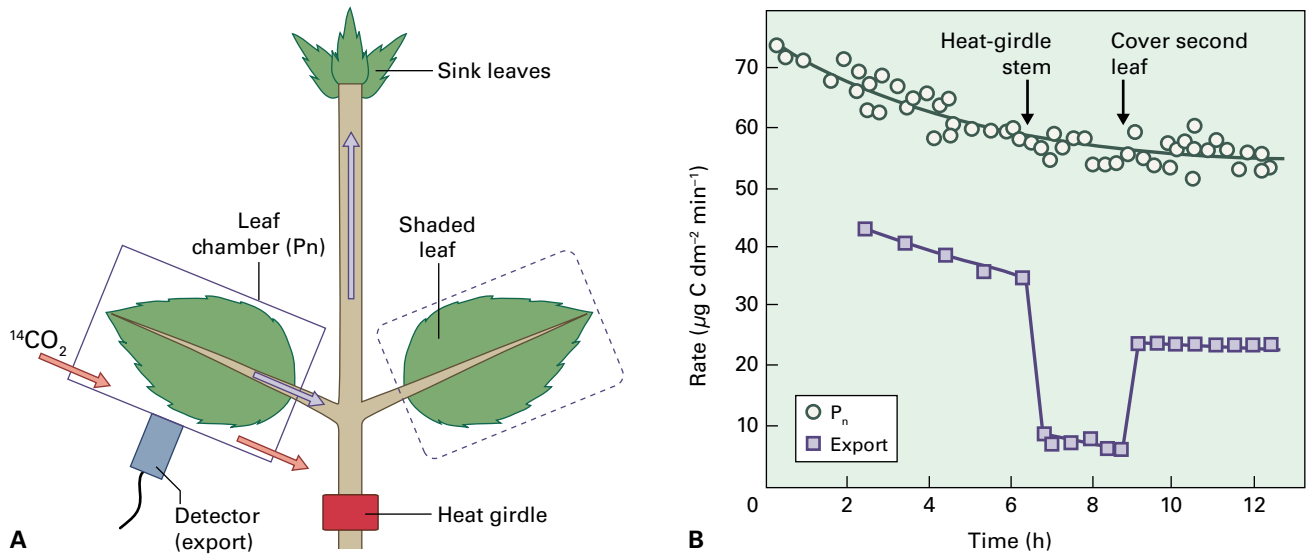 Sink leaves
Leaf
chamber (Pn)
Shaded
leaf
¹⁴CO₂
Detector
(export)
Heat girdle
A
Heat-girdle
stem
Cover second
leaf
Rate (µg C dm⁻² min⁻¹)
70
60
50
40
30
20
10
0
Pₙ
Export
2
4
6
8
10
12
Time (h)
B